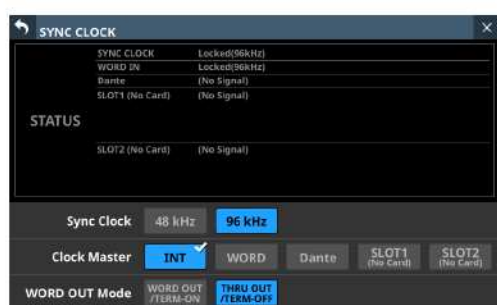 SYNC CLOCK
SYNC CLOCK Locked(96kHz)
WORD IN Locked(96kHz)
Dante (No Signal)
SLOT1 (No Card) (No Signal)
STATUS
SLOT2 (No Card) (No Signal)
Sync Clock 48 kHz 96 kHz
Clock Master INT WORD Dante SLOT1 (No Card) SLOT2 (No Card)
WORD OUT Mode WORD OUT /TERM-ON THRU OUT /TERM-OFF